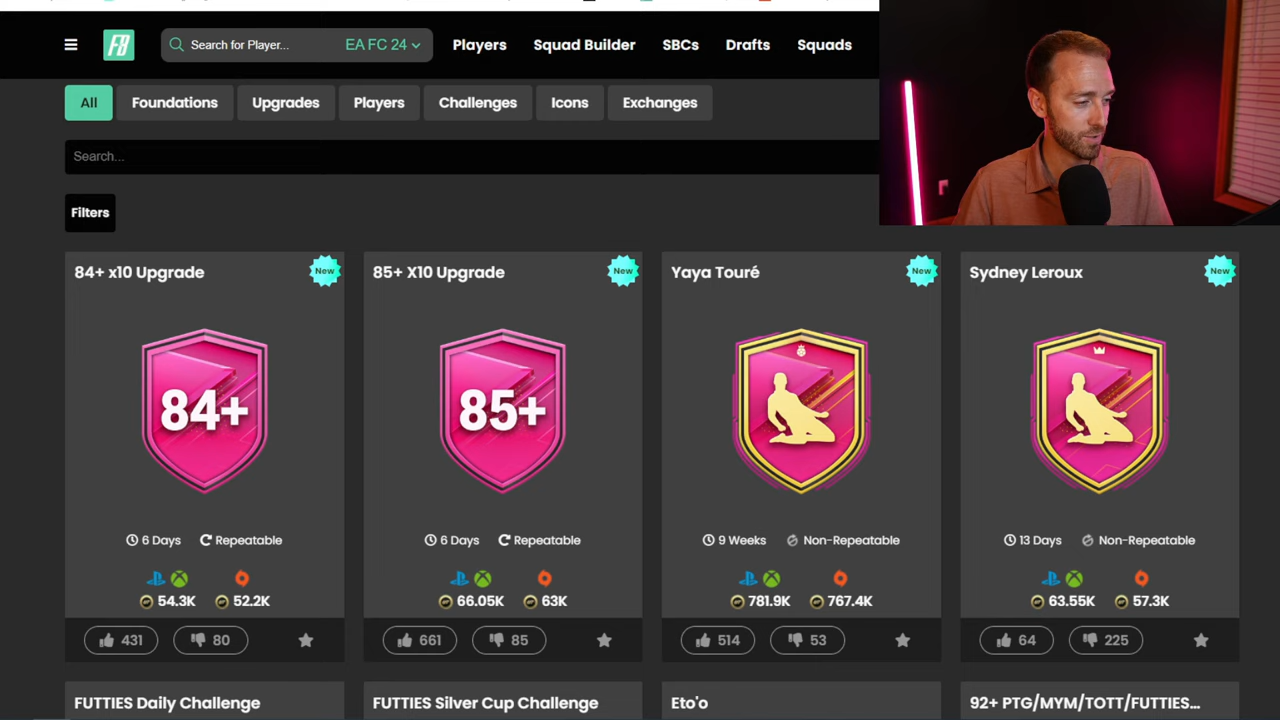 F8
Search for Player... EA FC 24
Players
Squad Builder
SBCs
Drafts
Squads
All
Foundations
Upgrades
Players
Challenges
Icons
Exchanges
Search...
Filters
84+ x10 Upgrade
New
84+
6 Days
Repeatable
54.3K
52.2K
431
80
85+ X10 Upgrade
New
85+
6 Days
Repeatable
66.05K
63K
661
85
Yaya Touré
New
9 Weeks
Non-Repeatable
781.9K
767.4K
514
53
Sydney Leroux
New
13 Days
Non-Repeatable
63.55K
57.3K
64
225
FUTTIES Daily Challenge
FUTTIES Silver Cup Challenge
Eto'o
92+ PTG/MYM/TOTT/FUTTIES...